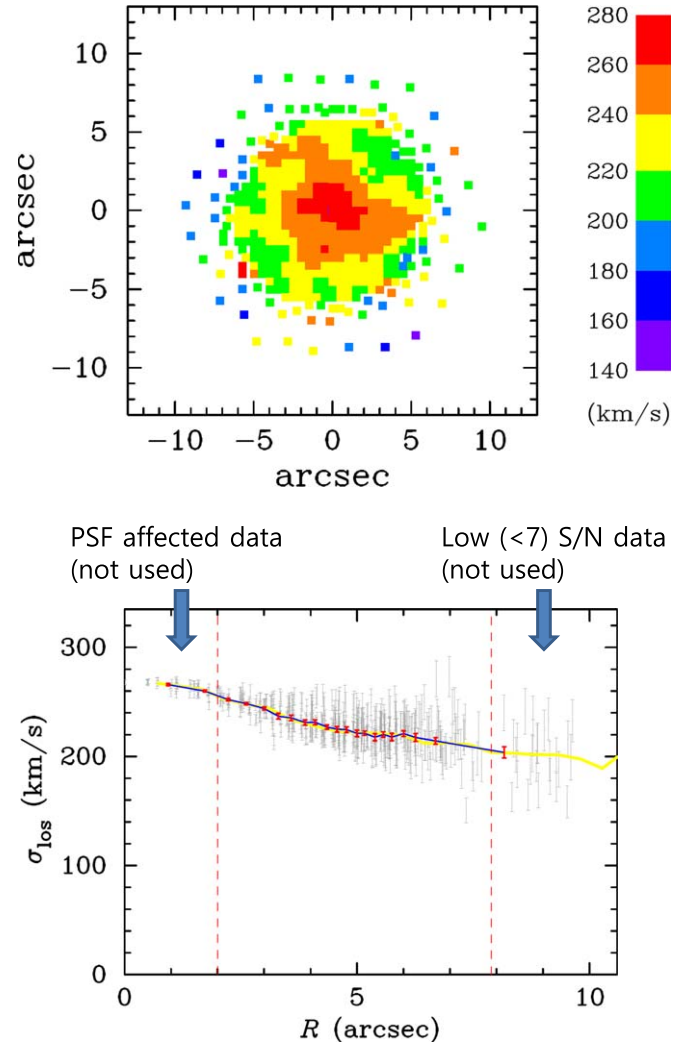 10
5
0
−5
−10
arcsec
−10 −5 0 5 10
arcsec
280
260
240
220
200
180
160
140
(km/s)
PSF affected data
(not used)
Low (<7) S/N data
(not used)
300
200
100
0
σlos (km/s)
0 5 10
R (arcsec)